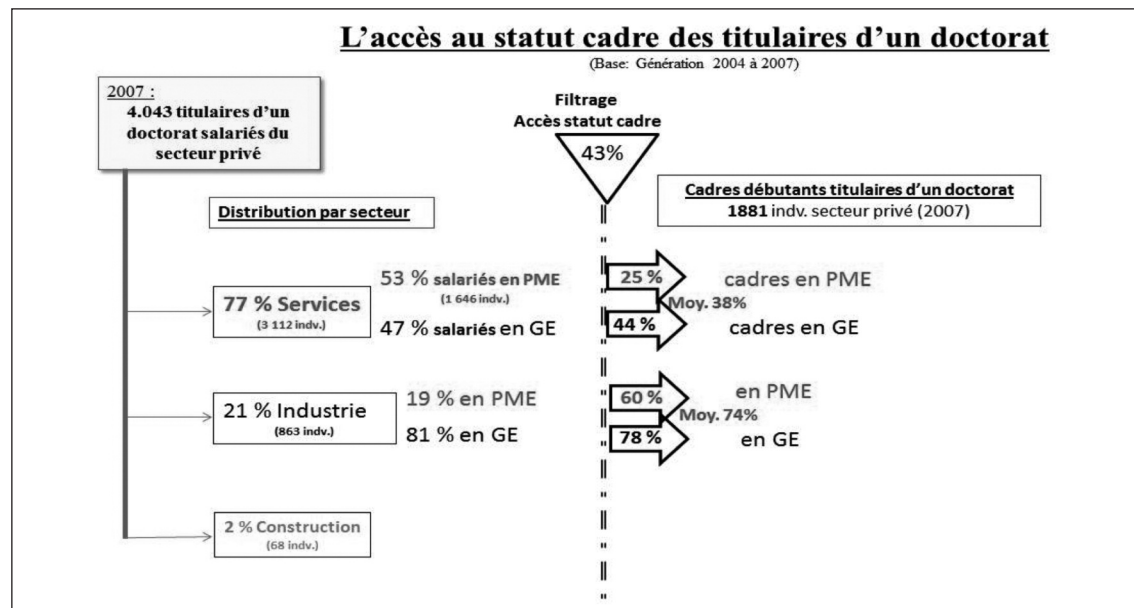 L'accès au statut cadre des titulaires d'un doctorat
(Base: Génération 2004 à 2007)
2007 :
4.043 titulaires d'un
doctorat salariés du
secteur privé
Filtrage
Accès statut cadre
43%
Cadres débutants titulaires d'un doctorat
1881 indv. secteur privé (2007)
Distribution par secteur
77 % Services
(3 112 indv.)
53 % salariés en PME
(1 646 indv.)
47 % salariés en GE
25 %
cadres en PME
Moy. 38%
44 %
cadres en GE
21 % Industrie
(863 indv.)
19 % en PME
81 % en GE
60 %
en PME
Moy. 74%
78 %
en GE
2 % Construction
(68 indv.)